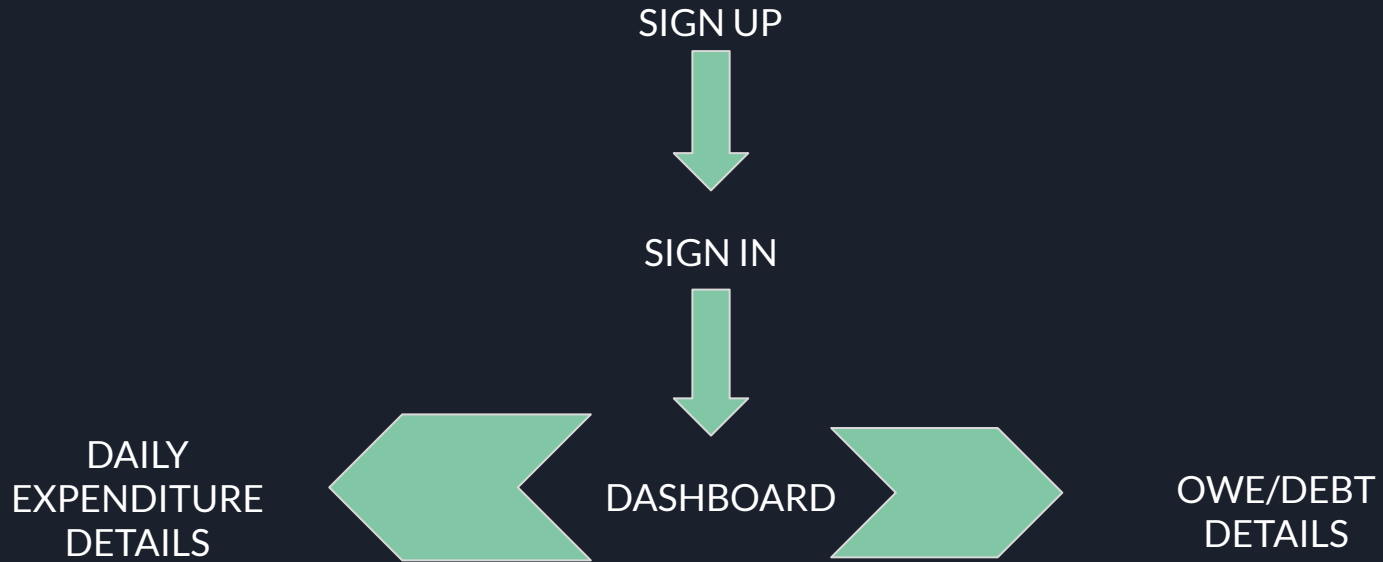 SIGN UP
SIGN IN
DAILY
EXPENDITURE
DETAILS
DASHBOARD
OWE/DEBT
DETAILS